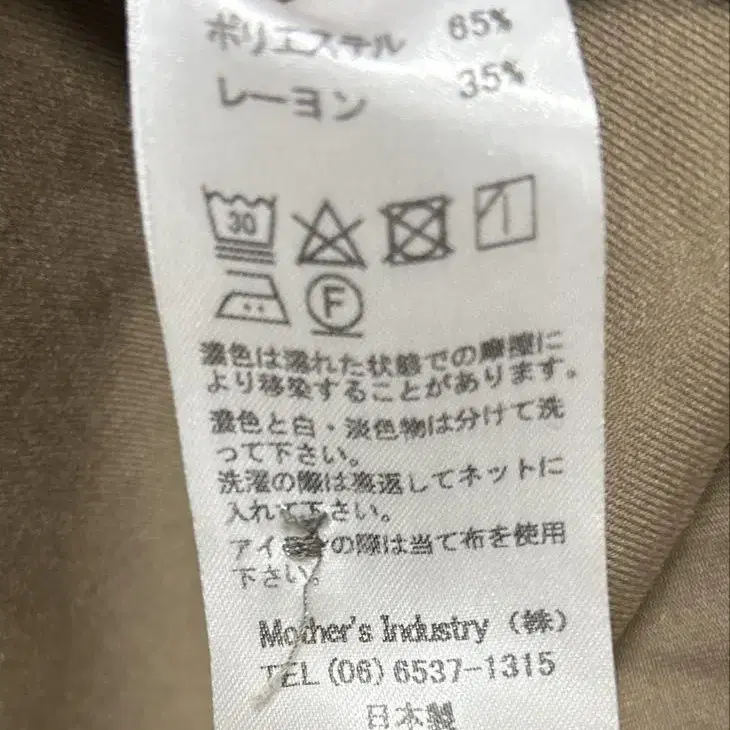 ポリエステル 65%
レーヨン 35%
30
F
濃色は濡れた状態での摩擦に
より移染することがあります。
濃色と白・淡色物は分けて洗
って下さい。
洗濯の際は裏返してネットに
入れて下さい。
アイロンの際は当て布を使用
下さい。
Mother's Industry (株)
TEL (06) 6537-1315
日本製